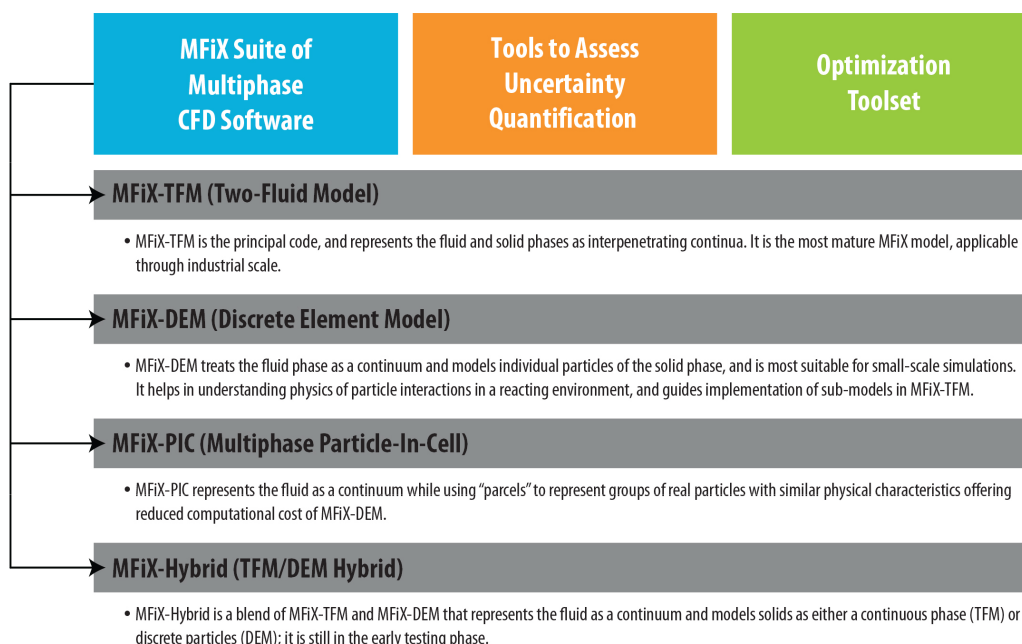 MFiX Suite of
Multiphase
CFD Software
Tools to Assess
Uncertainty
Quantification
Optimization
Toolset
MFiX-TFM (Two-Fluid Model)
• MFiX-TFM is the principal code, and represents the fluid and solid phases as interpenetrating continua. It is the most mature MFiX model, applicable
through industrial scale.
MFiX-DEM (Discrete Element Model)
• MFiX-DEM treats the fluid phase as a continuum and models individual particles of the solid phase, and is most suitable for small-scale simulations.
It helps in understanding physics of particle interactions in a reacting environment, and guides implementation of sub-models in MFiX-TFM.
MFiX-PIC (Multiphase Particle-In-Cell)
• MFiX-PIC represents the fluid as a continuum while using “parcels” to represent groups of real particles with similar physical characteristics offering
reduced computational cost of MFiX-DEM.
MFiX-Hybrid (TFM/DEM Hybrid)
• MFiX-Hybrid is a blend of MFiX-TFM and MFiX-DEM that represents the fluid as a continuum and models solids as either a continuous phase (TFM) or
discrete particles (DEM); it is still in the early testing phase.